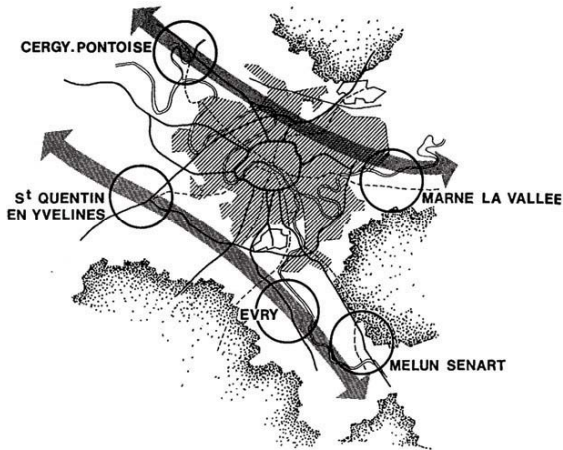 CERGY.PONTOISE
Sᵗ QUENTIN
EN YVELINES
MARNE LA VALLEE
EVRY
MELUN SENART